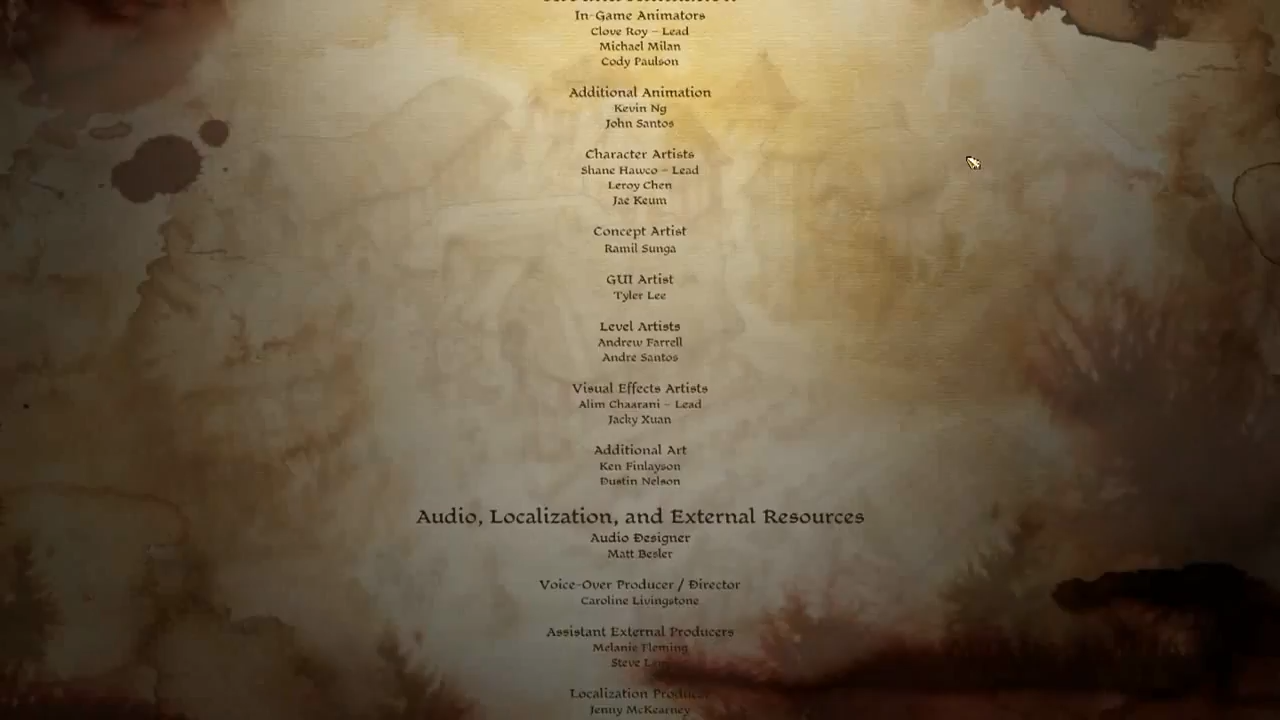 In-Game Animators
Clove Roy – Lead
Michael Milan
Cody Paulson
Additional Animation
Kevin Ng
John Santos
Character Artists
Shane Hawco – Lead
Leroy Chen
Jae Keum
Concept Artist
Ramil Sunga
GUI Artist
Tyler Lee
Level Artists
Andrew Farrell
Andre Santos
Visual Effects Artists
Alim Chaarani – Lead
Jacky Xuan
Additional Art
Ken Finlayson
Dustin Nelson
Audio, Localization, and External Resources
Audio Designer
Matt Besler
Voice-Over Producer / Director
Caroline Livingstone
Assistant External Producers
Melanie Fleming
Steve
Localization Producer
Jenny McKearney